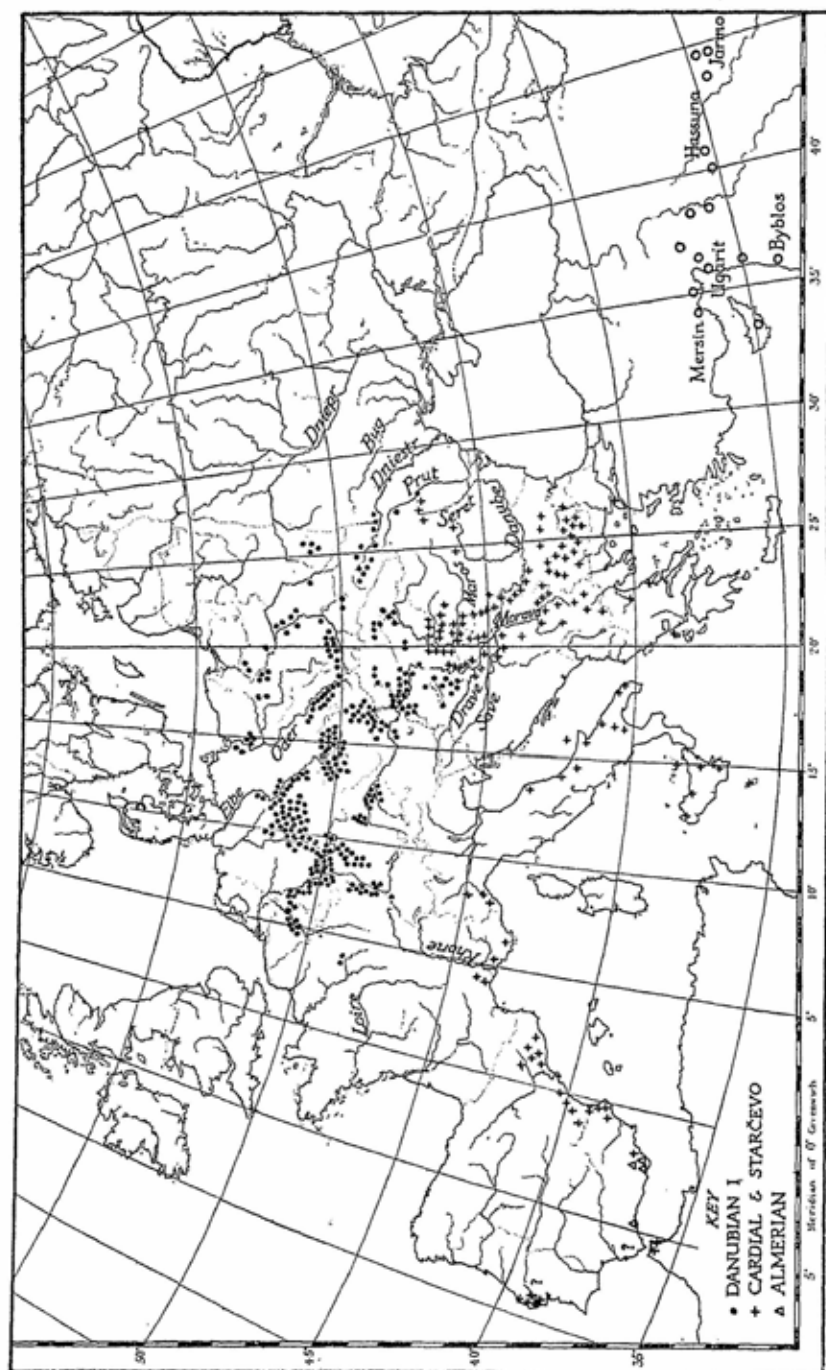 Dniepr
Bug
Dniestr
Prut
Seret
Danube
Maros
Morava
Drave
Save
Oder
Elbe
Rhone
Loire
Mersin
Ugarit
Byblos
Hassuna
Jarmo
50
45
40
35
5°
Meridian of 0° Greenwich
5°
10°
15°
20°
25°
30°
35°
40°
?
?
KEY
• DANUBIAN I
+ CARDIAL & STARČEVO
▵ ALMERIAN